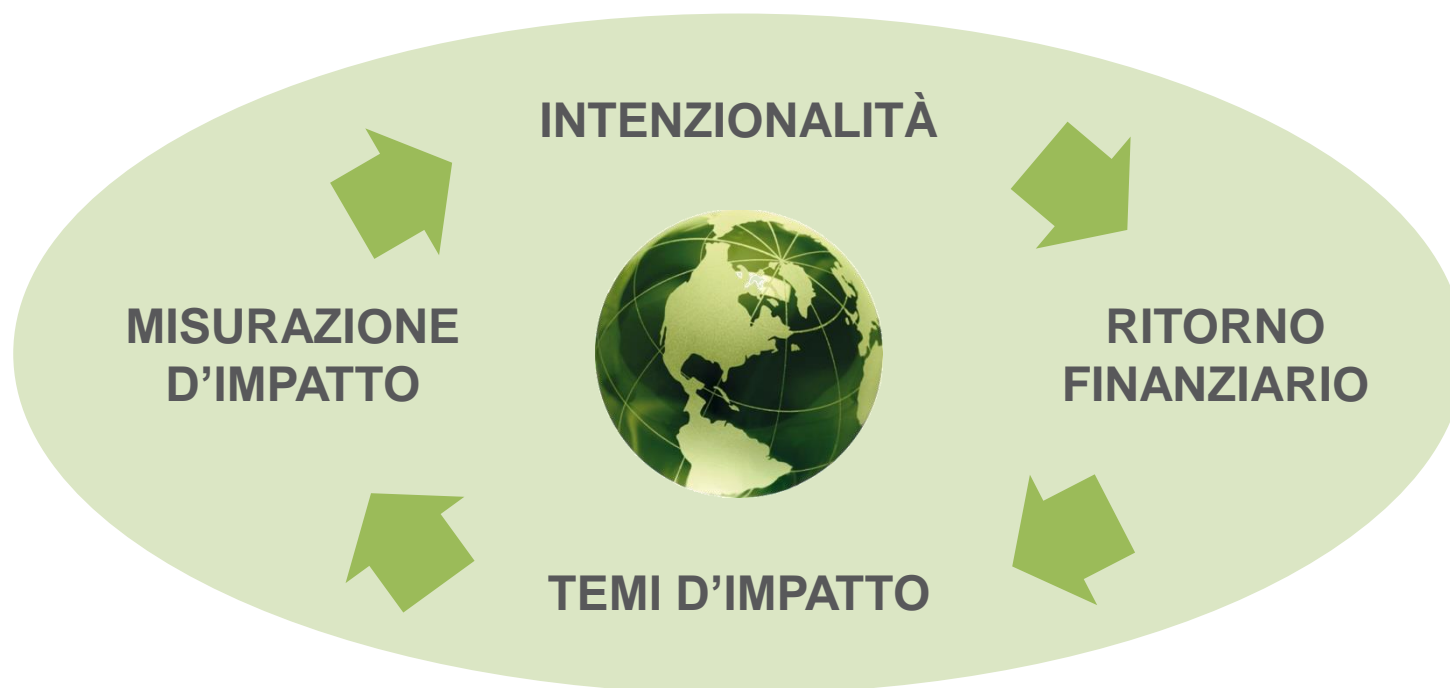 INTENZIONALITÀ
MISURAZIONE
D’IMPATTO
RITORNO
FINANZIARIO
TEMI D’IMPATTO